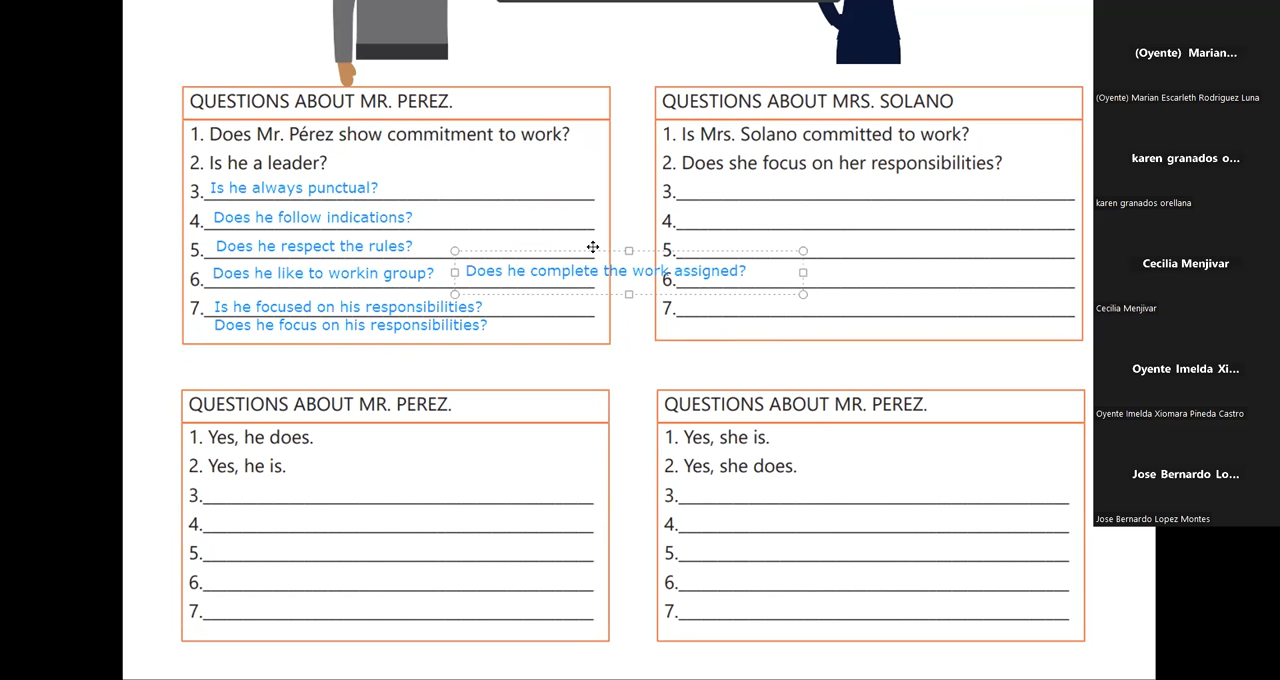 QUESTIONS ABOUT MR. PEREZ.
1. Does Mr. Pérez show commitment to work?
2. Is he a leader?
3. Is he always punctual?
4. Does he follow indications?
5. Does he respect the rules?
6. Does he like to workin group?
Does he complete the work assigned?
7. Is he focused on his responsibilities?
Does he focus on his responsibilities?
QUESTIONS ABOUT MRS. SOLANO
1. Is Mrs. Solano committed to work?
2. Does she focus on her responsibilities?
3.
4.
5.
6.
7.
QUESTIONS ABOUT MR. PEREZ.
1. Yes, he does.
2. Yes, he is.
3.
4.
5.
6.
7.
QUESTIONS ABOUT MR. PEREZ.
1. Yes, she is.
2. Yes, she does.
3.
4.
5.
6.
7.
(Oyente) Marian...
(Oyente) Marian Escarleth Rodriguez Luna
karen granados o...
karen granados orellana
Cecilia Menjivar
Cecilia Menjivar
Oyente Imelda Xi...
Oyente Imelda Xiomara Pineda Castro
Jose Bernardo Lo...
Jose Bernardo Lopez Montes